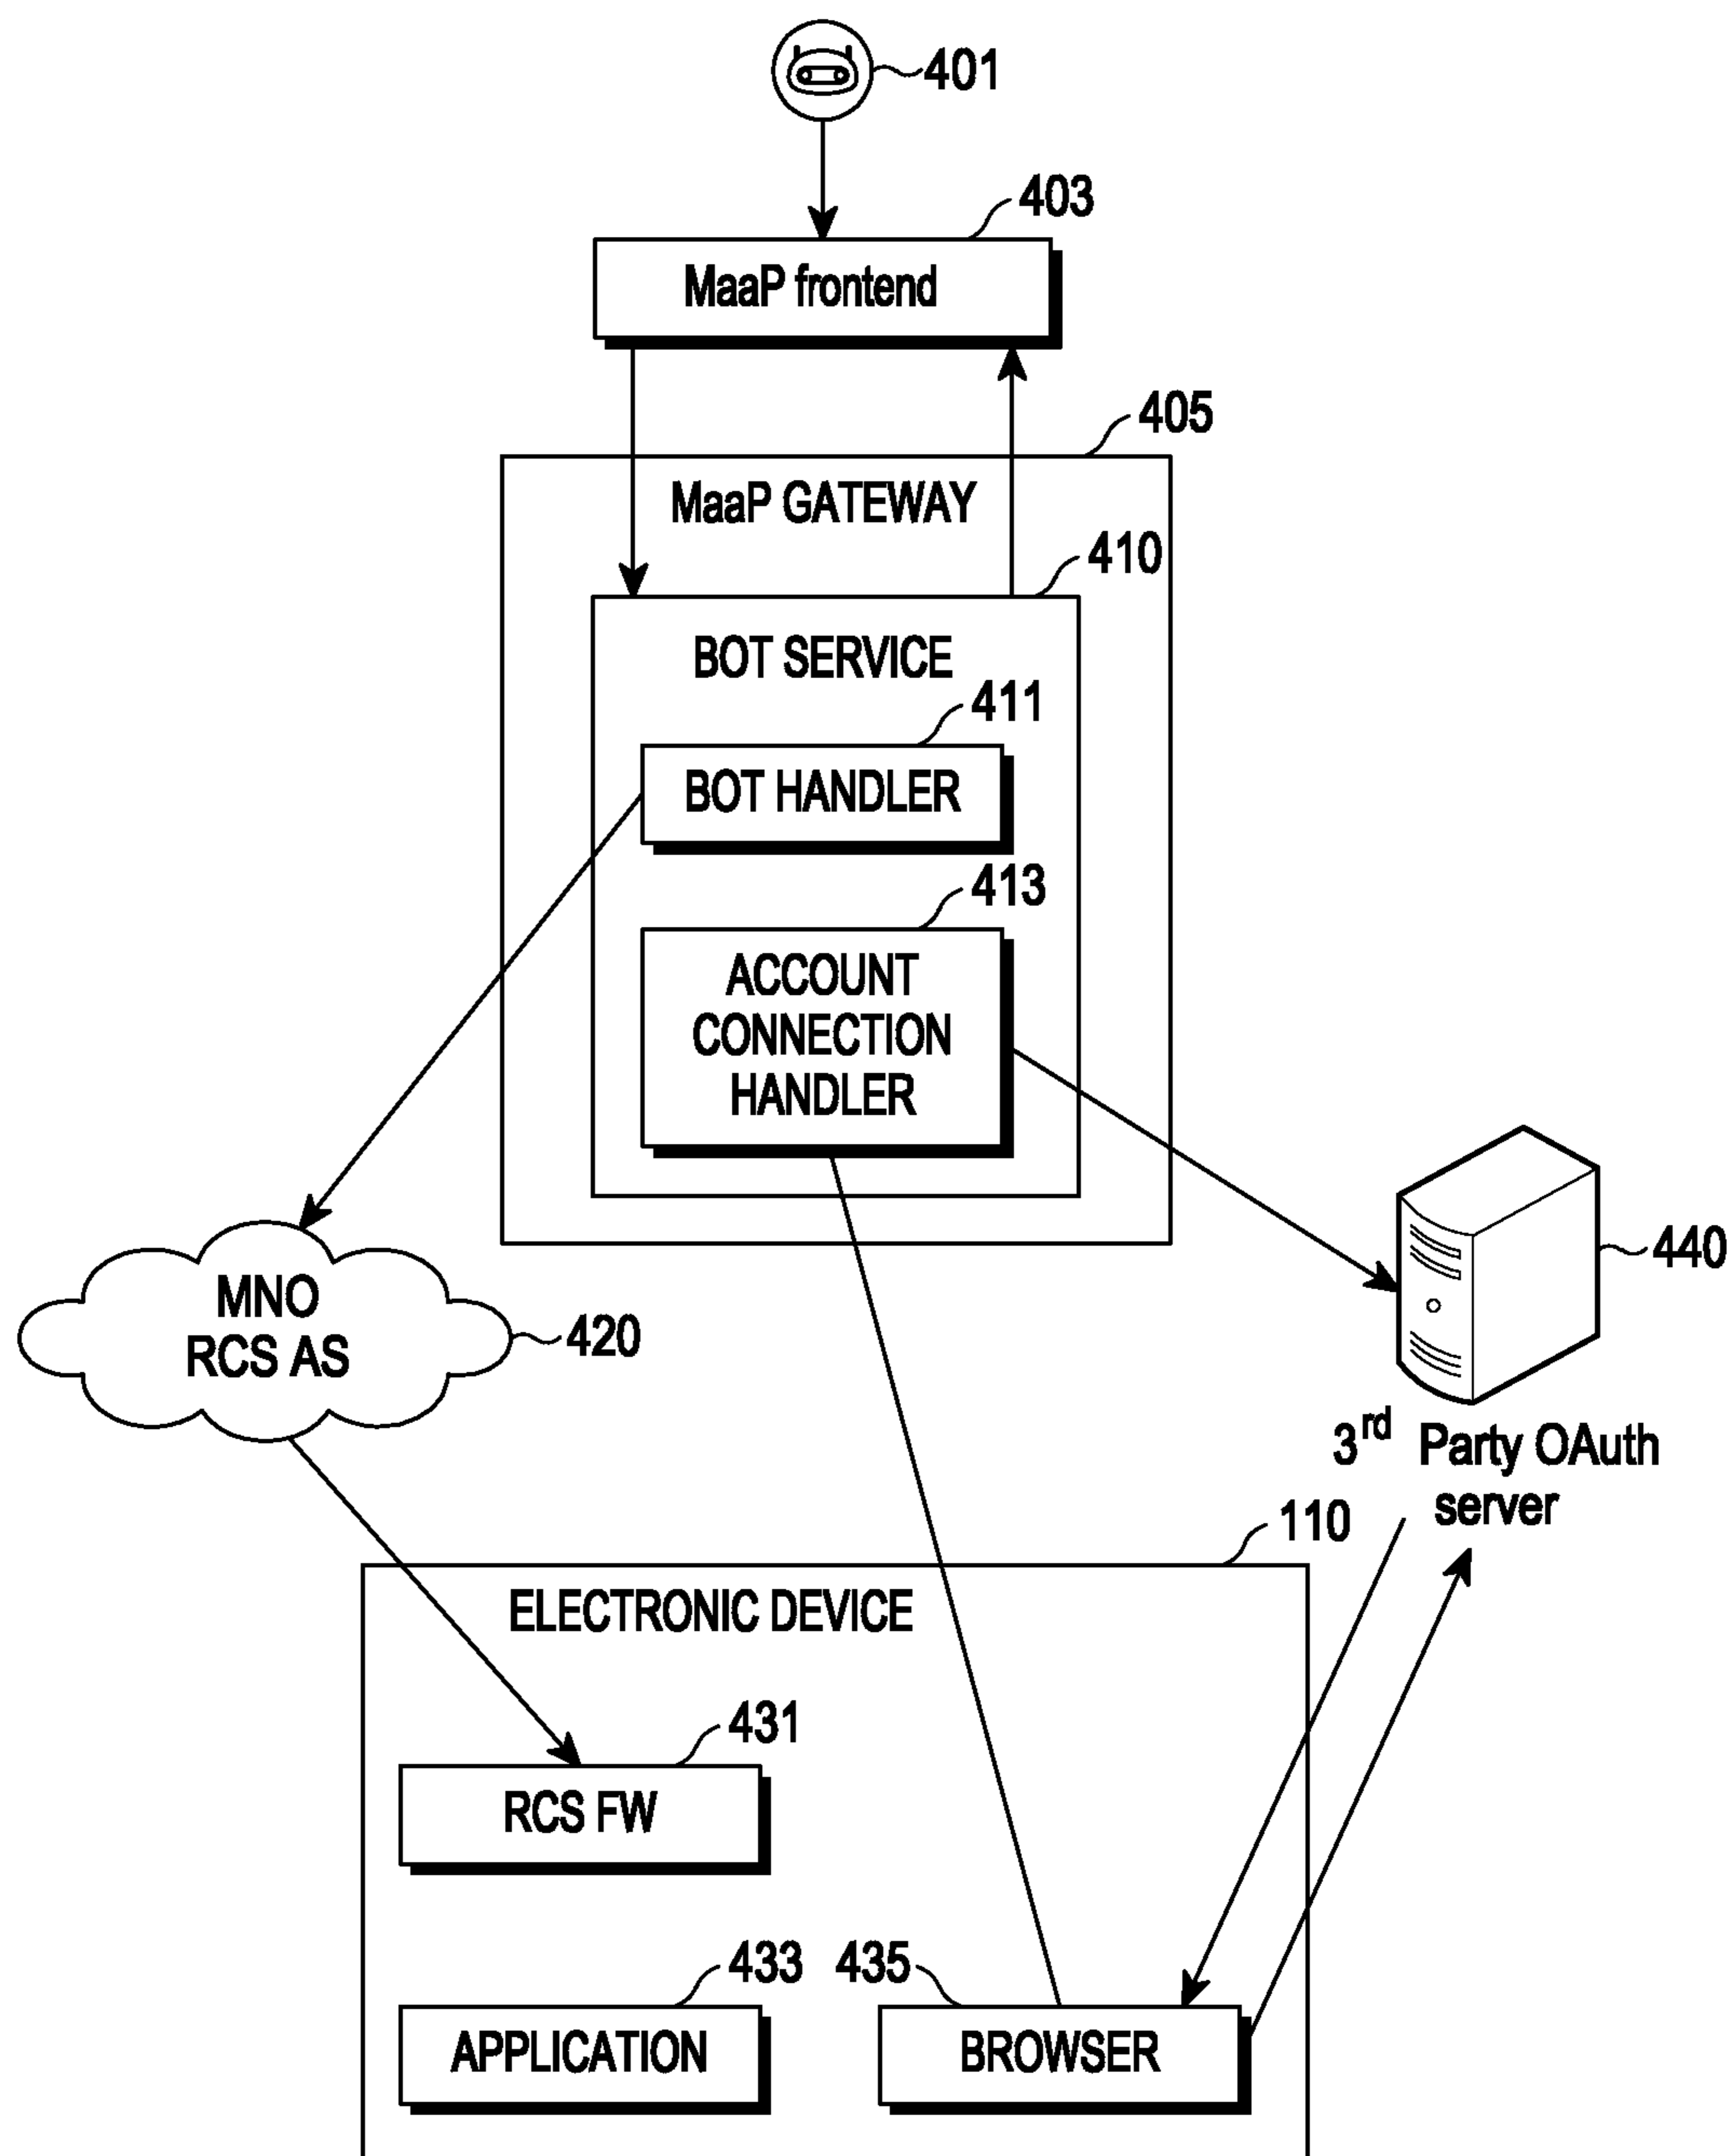 401
403
MaaP frontend
405
MaaP GATEWAY
410
BOT SERVICE
411
BOT HANDLER
413
ACCOUNT
CONNECTION
HANDLER
440
MNO
RCS AS
420
3rd Party OAuth
server
110
ELECTRONIC DEVICE
431
RCS FW
433
435
APPLICATION
BROWSER